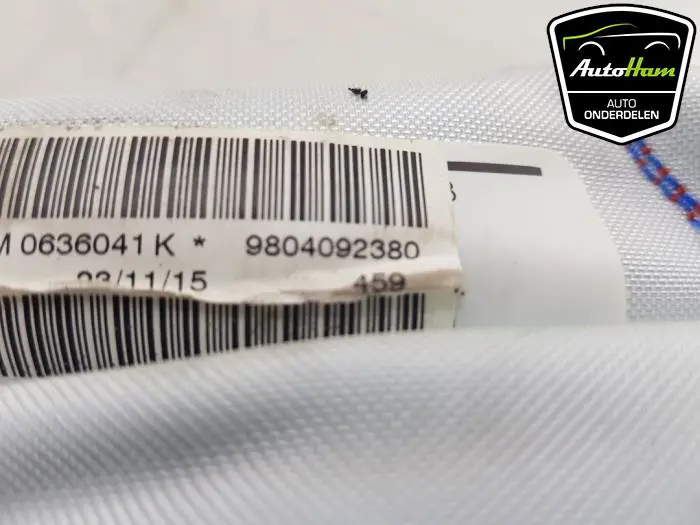 AutoHam
AUTO
ONDERDELEN
M 0636041 K * 9804092380
23/11/15 459